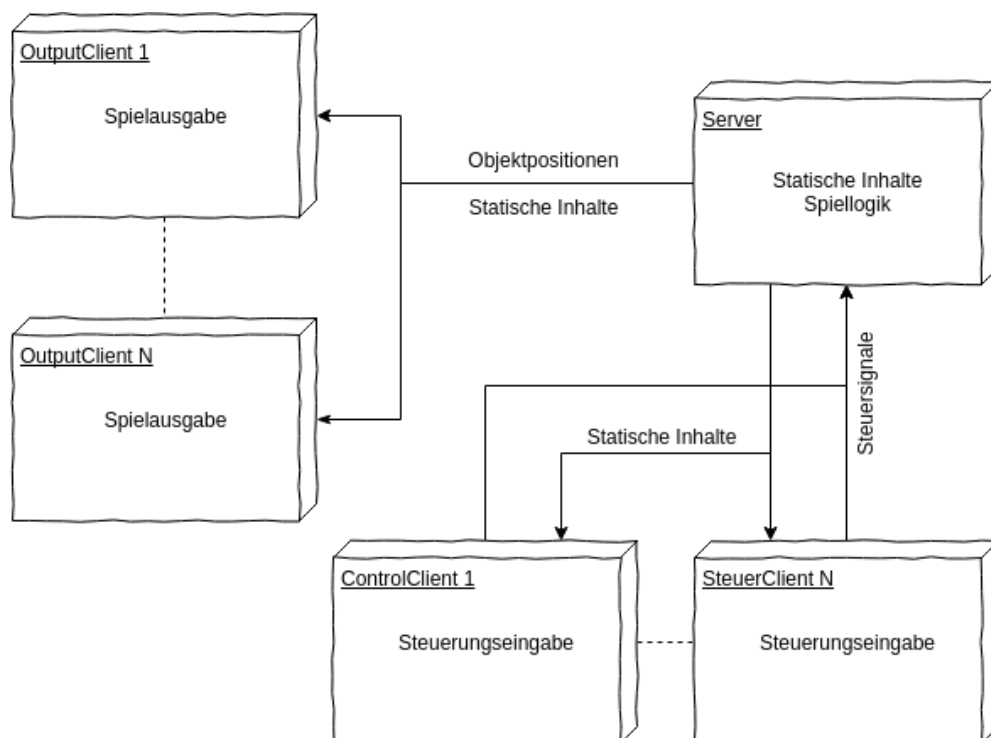 OutputClient 1
Spielausgabe
Server
Statische Inhalte
Spiellogik
Objektpositionen
Statische Inhalte
OutputClient N
Spielausgabe
Steuersignale
Statische Inhalte
ControlClient 1
Steuerungseingabe
SteuerClient N
Steuerungseingabe